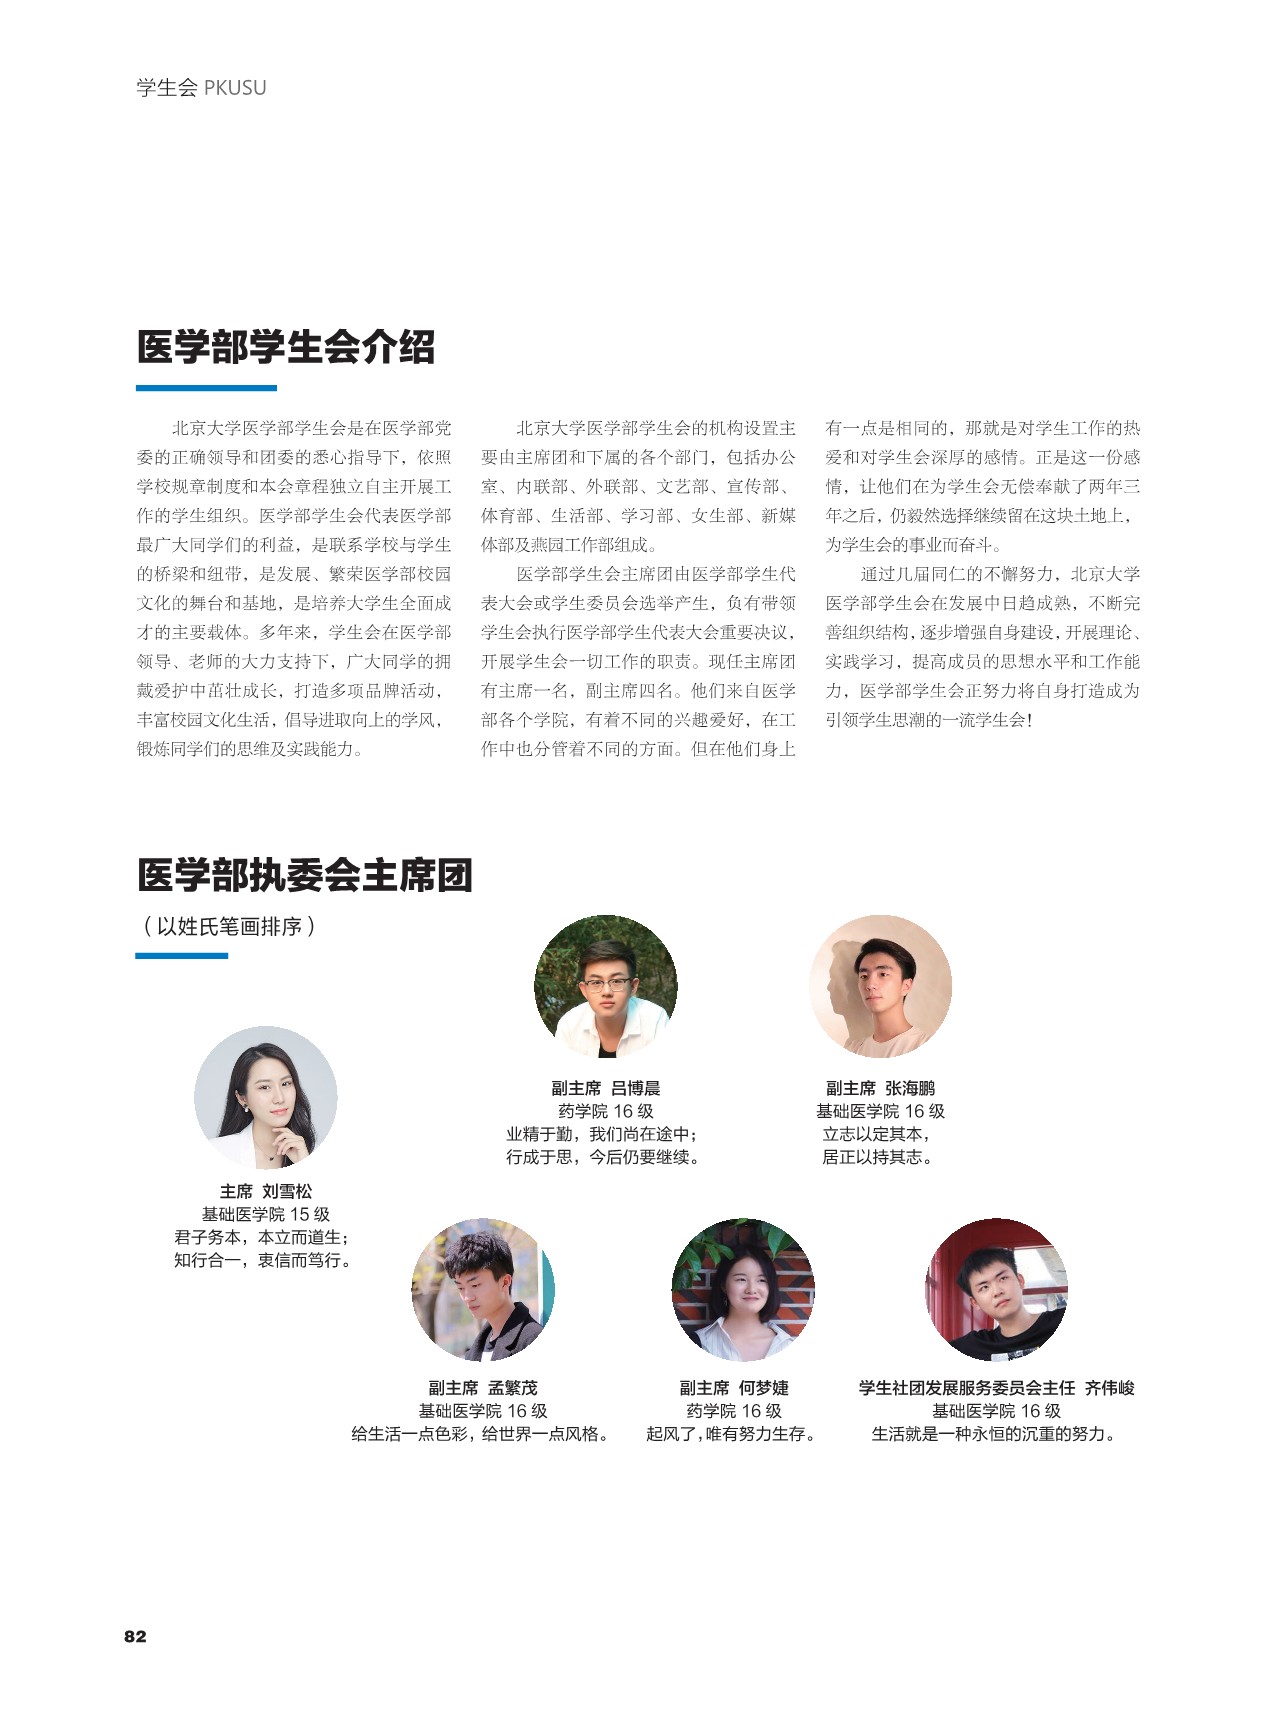 学生会 PKUSU
医学部学生会介绍
北京大学医学部学生会是在医学部党
委的正确领导和团委的悉心指导下，依照
学校规章制度和本会章程独立自主开展工
作的学生组织。医学部学生会代表医学部
最广大同学们的利益，是联系学校与学生
的桥梁和纽带，是发展、繁荣医学部校园
文化的舞台和基地，是培养大学生全面成
才的主要载体。多年来，学生会在医学部
领导、老师的大力支持下，广大同学的拥
戴爱护中茁壮成长，打造多项品牌活动，
丰富校园文化生活，倡导进取向上的学风，
锻炼同学们的思维及实践能力。
北京大学医学部学生会的机构设置主
要由主席团和下属的各个部门，包括办公
室、内联部、外联部、文艺部、宣传部、
体育部、生活部、学习部、女生部、新媒
体部及燕园工作部组成。
医学部学生会主席团由医学部学生代
表大会或学生委员会选举产生，负有带领
学生会执行医学部学生代表大会重要决议，
开展学生会一切工作的职责。现任主席团
有主席一名，副主席四名。他们来自医学
部各个学院，有着不同的兴趣爱好，在工
作中也分管着不同的方面。但在他们身上
有一点是相同的，那就是对学生工作的热
爱和对学生会深厚的感情。正是这一份感
情，让他们在为学生会无偿奉献了两年三
年之后，仍毅然选择继续留在这块土地上，
为学生会的事业而奋斗。
通过几届同仁的不懈努力，北京大学
医学部学生会在发展中日趋成熟，不断完
善组织结构，逐步增强自身建设，开展理论、
实践学习，提高成员的思想水平和工作能
力，医学部学生会正努力将自身打造成为
引领学生思潮的一流学生会！
医学部执委会主席团
（以姓氏笔画排序）
主席 刘雪松
基础医学院 15 级
君子务本，本立而道生；
知行合一，衷信而笃行。
副主席 吕博晨
药学院 16 级
业精于勤，我们尚在途中；
行成于思，今后仍要继续。
副主席 张海鹏
基础医学院 16 级
立志以定其本，
居正以持其志。
副主席 孟繁茂
基础医学院 16 级
给生活一点色彩，给世界一点风格。
副主席 何梦婕
药学院 16 级
起风了，唯有努力生存。
学生社团发展服务委员会主任 齐伟峻
基础医学院 16 级
生活就是一种永恒的沉重的努力。
82